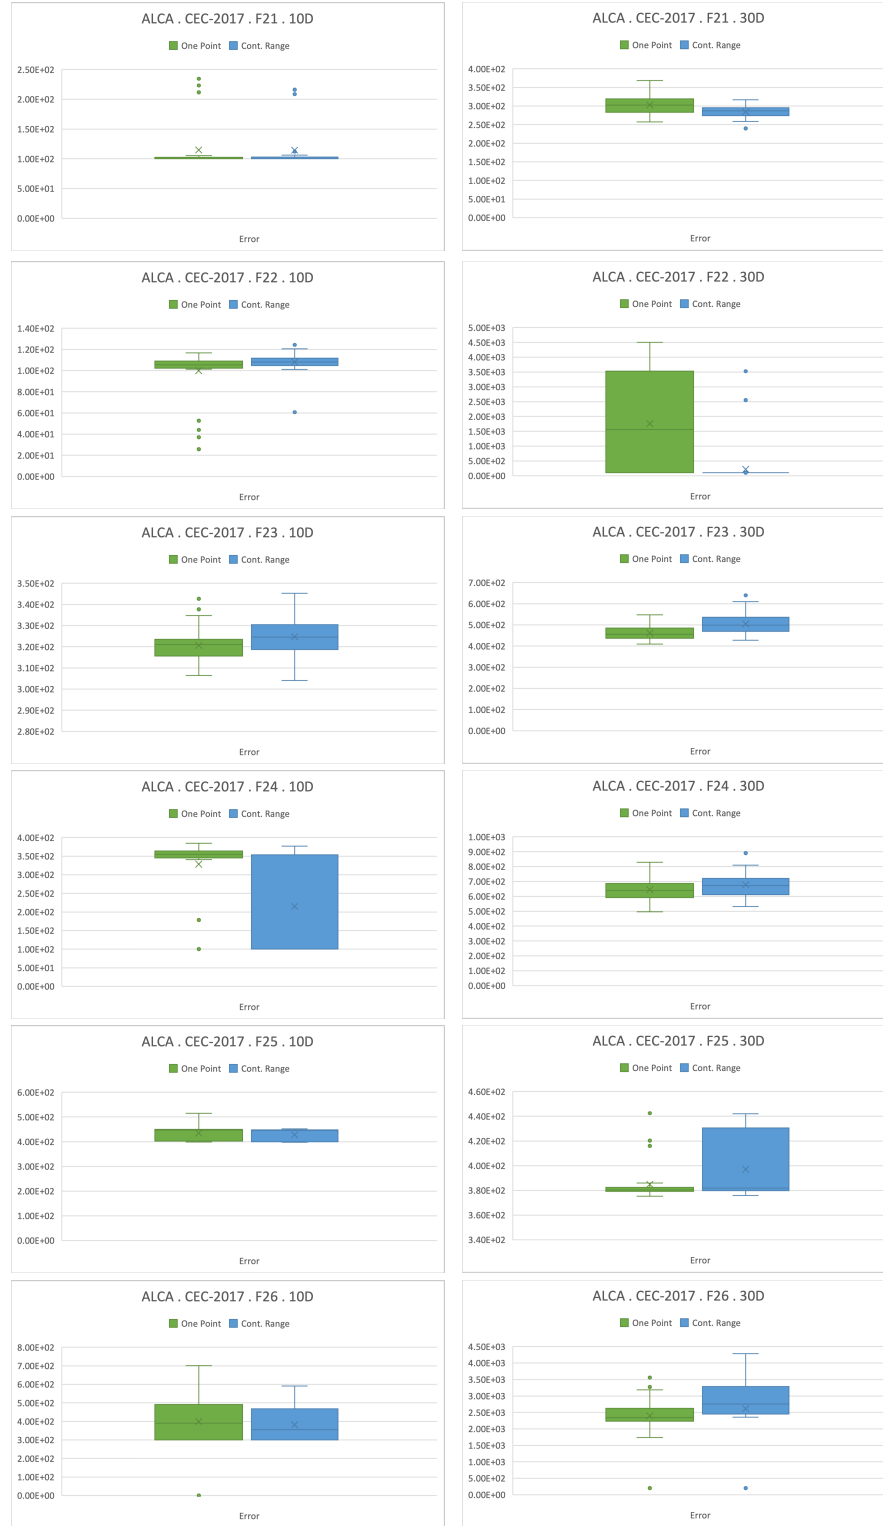 ALCA . CEC-2017 . F21 . 10D
One Point Cont. Range
2.50E+02
2.00E+02
1.50E+02
1.00E+02
5.00E+01
0.00E+00
Error
ALCA . CEC-2017 . F21 . 30D
One Point Cont. Range
4.00E+02
3.50E+02
3.00E+02
2.50E+02
2.00E+02
1.50E+02
1.00E+02
5.00E+01
0.00E+00
Error
ALCA . CEC-2017 . F22 . 10D
One Point Cont. Range
1.40E+02
1.20E+02
1.00E+02
8.00E+01
6.00E+01
4.00E+01
2.00E+01
0.00E+00
Error
ALCA . CEC-2017 . F22 . 30D
One Point Cont. Range
5.00E+03
4.50E+03
4.00E+03
3.50E+03
3.00E+03
2.50E+03
2.00E+03
1.50E+03
1.00E+03
5.00E+02
0.00E+00
Error
ALCA . CEC-2017 . F23 . 10D
One Point Cont. Range
3.50E+02
3.40E+02
3.30E+02
3.20E+02
3.10E+02
3.00E+02
2.90E+02
2.80E+02
Error
ALCA . CEC-2017 . F23 . 30D
One Point Cont. Range
7.00E+02
6.00E+02
5.00E+02
4.00E+02
3.00E+02
2.00E+02
1.00E+02
0.00E+00
Error
ALCA . CEC-2017 . F24 . 10D
One Point Cont. Range
4.00E+02
3.50E+02
3.00E+02
2.50E+02
2.00E+02
1.50E+02
1.00E+02
5.00E+01
0.00E+00
Error
ALCA . CEC-2017 . F24 . 30D
One Point Cont. Range
1.00E+03
9.00E+02
8.00E+02
7.00E+02
6.00E+02
5.00E+02
4.00E+02
3.00E+02
2.00E+02
1.00E+02
0.00E+00
Error
ALCA . CEC-2017 . F25 . 10D
One Point Cont. Range
6.00E+02
5.00E+02
4.00E+02
3.00E+02
2.00E+02
1.00E+02
0.00E+00
Error
ALCA . CEC-2017 . F25 . 30D
One Point Cont. Range
4.60E+02
4.40E+02
4.20E+02
4.00E+02
3.80E+02
3.60E+02
3.40E+02
Error
ALCA . CEC-2017 . F26 . 10D
One Point Cont. Range
8.00E+02
7.00E+02
6.00E+02
5.00E+02
4.00E+02
3.00E+02
2.00E+02
1.00E+02
0.00E+00
Error
ALCA . CEC-2017 . F26 . 30D
One Point Cont. Range
4.50E+03
4.00E+03
3.50E+03
3.00E+03
2.50E+03
2.00E+03
1.50E+03
1.00E+03
5.00E+02
0.00E+00
Error